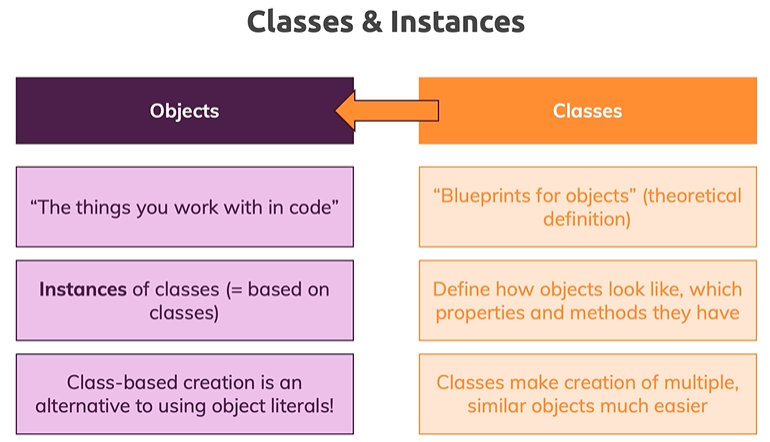 Classes & Instances
Objects
Classes
“The things you work with in code”
“Blueprints for objects” (theoretical
definition)
Instances of classes (= based on
classes)
Define how objects look like, which
properties and methods they have
Class-based creation is an
alternative to using object literals!
Classes make creation of multiple,
similar objects much easier